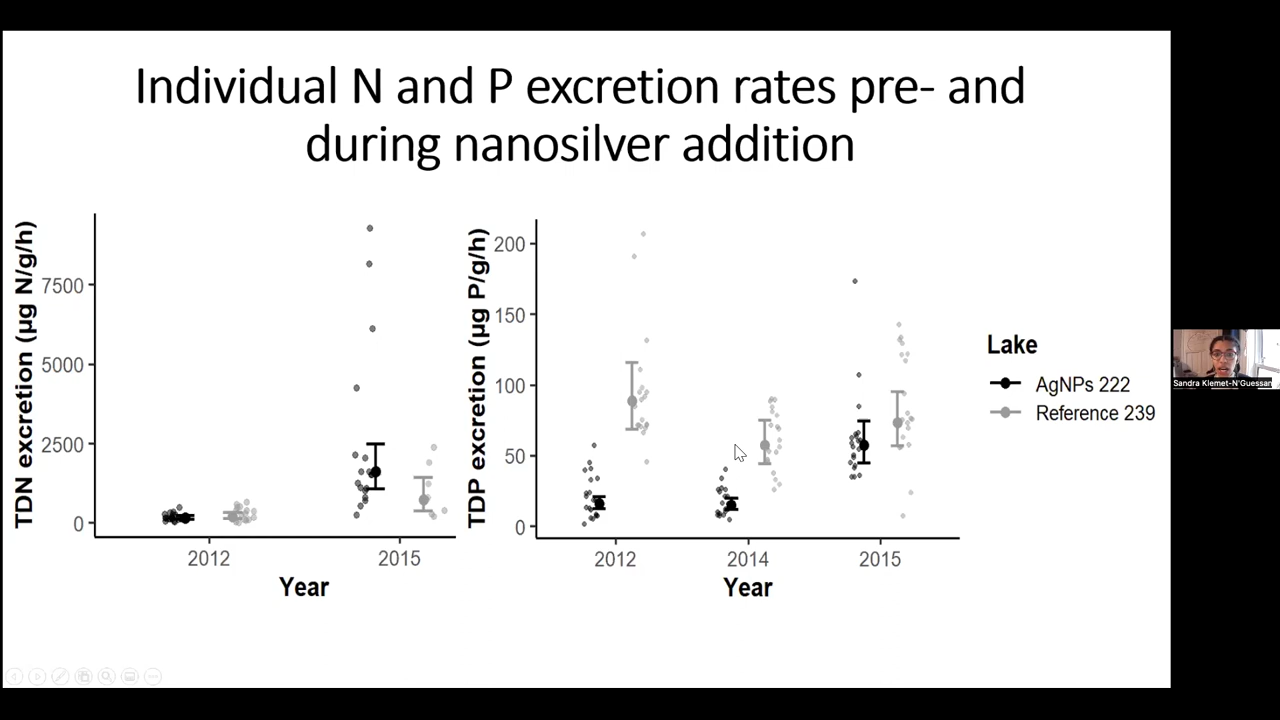 Individual N and P excretion rates pre- and
during nanosilver addition
TDN excretion (µg N/g/h)
7500
5000
2500
0
2012
2015
Year
TDP excretion (µg P/g/h)
200
150
100
50
0
2012
2014
2015
Year
Lake
AgNPs 222
Reference 239
Sandra Klemet-N'Guessan